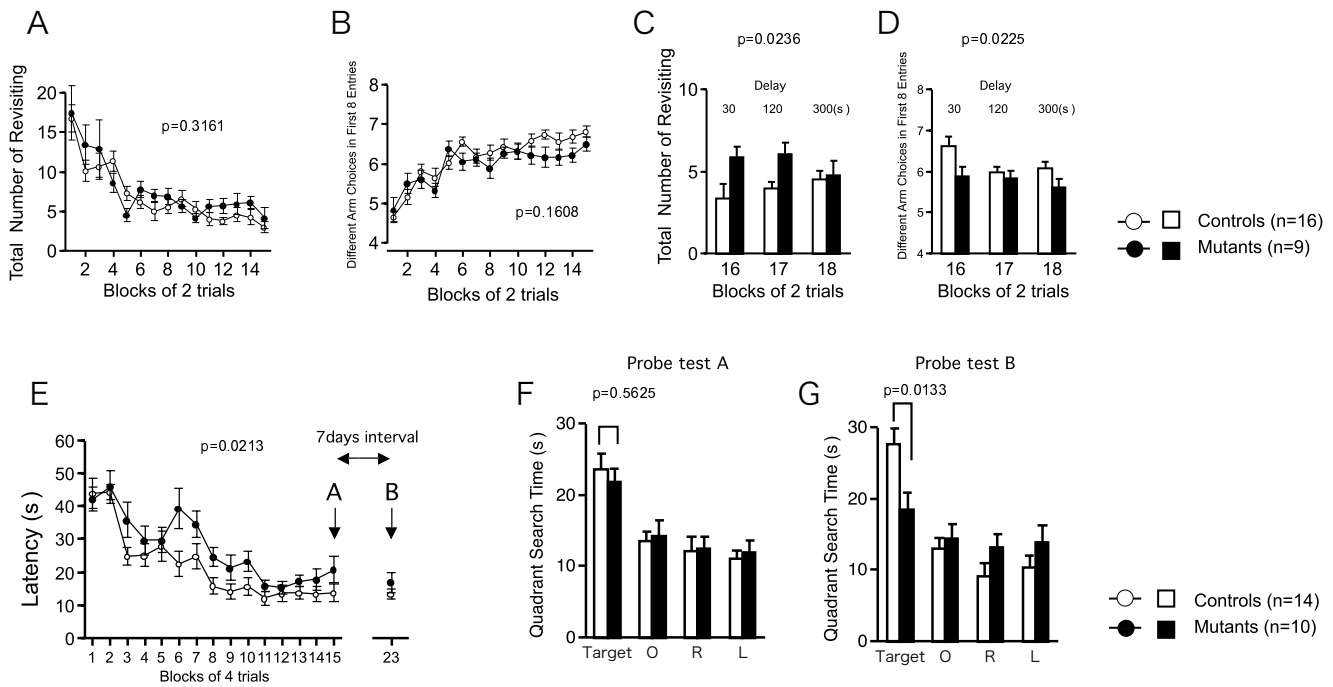 A
Total Number of Revisiting
20
15
10
5
0
p=0.3161
2 4 6 8 10 12 14
Blocks of 2 trials
B
Different Arm Choices in First 8 Entries
8
7
6
5
4
p=0.1608
2 4 6 8 10 12 14
Blocks of 2 trials
C
p=0.0236
Total Number of Revisiting
10
5
0
Delay
30 120 300(s )
16 17 18
Blocks of 2 trials
D
p=0.0225
Different Arm Choices in First 8 Entries
8
7
6
5
4
Delay
30 120 300(s )
16 17 18
Blocks of 2 trials
Controls (n=16)
Mutants (n=9)
E
Latency (s )
60
50
40
30
20
10
0
p=0.0213
7days interval
A B
1 2 3 4 5 6 7 8 9 10 11 12 13 14 15 23
Blocks of 4 trials
Probe test A
F
p=0.5625
Quadrant Search Time (s )
30
20
10
0
Target O R L
Probe test B
G
p=0.0133
Quadrant Search Time (s )
30
20
10
0
Target O R L
Controls (n=14)
Mutants (n=10)